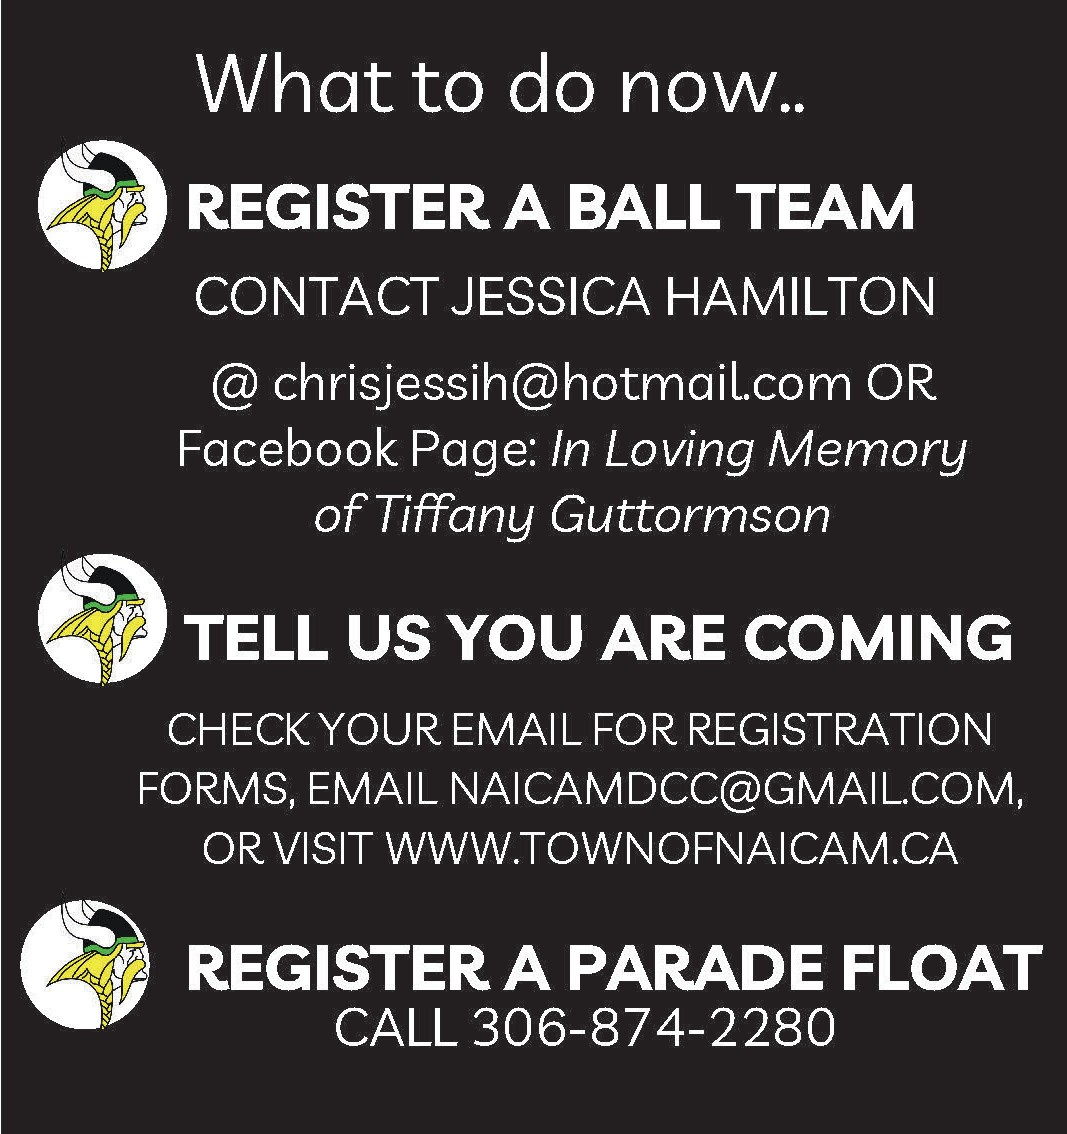 What to do now..
REGISTER A BALL TEAM
CONTACT JESSICA HAMILTON
@ chrisjessih@hotmail.com OR
Facebook Page: In Loving Memory
of Tiffany Guttormson
TELL US YOU ARE COMING
CHECK YOUR EMAIL FOR REGISTRATION
FORMS, EMAIL NAICAMDCC@GMAIL.COM,
OR VISIT WWW.TOWNOFNAICAM.CA
REGISTER A PARADE FLOAT
CALL 306-874-2280